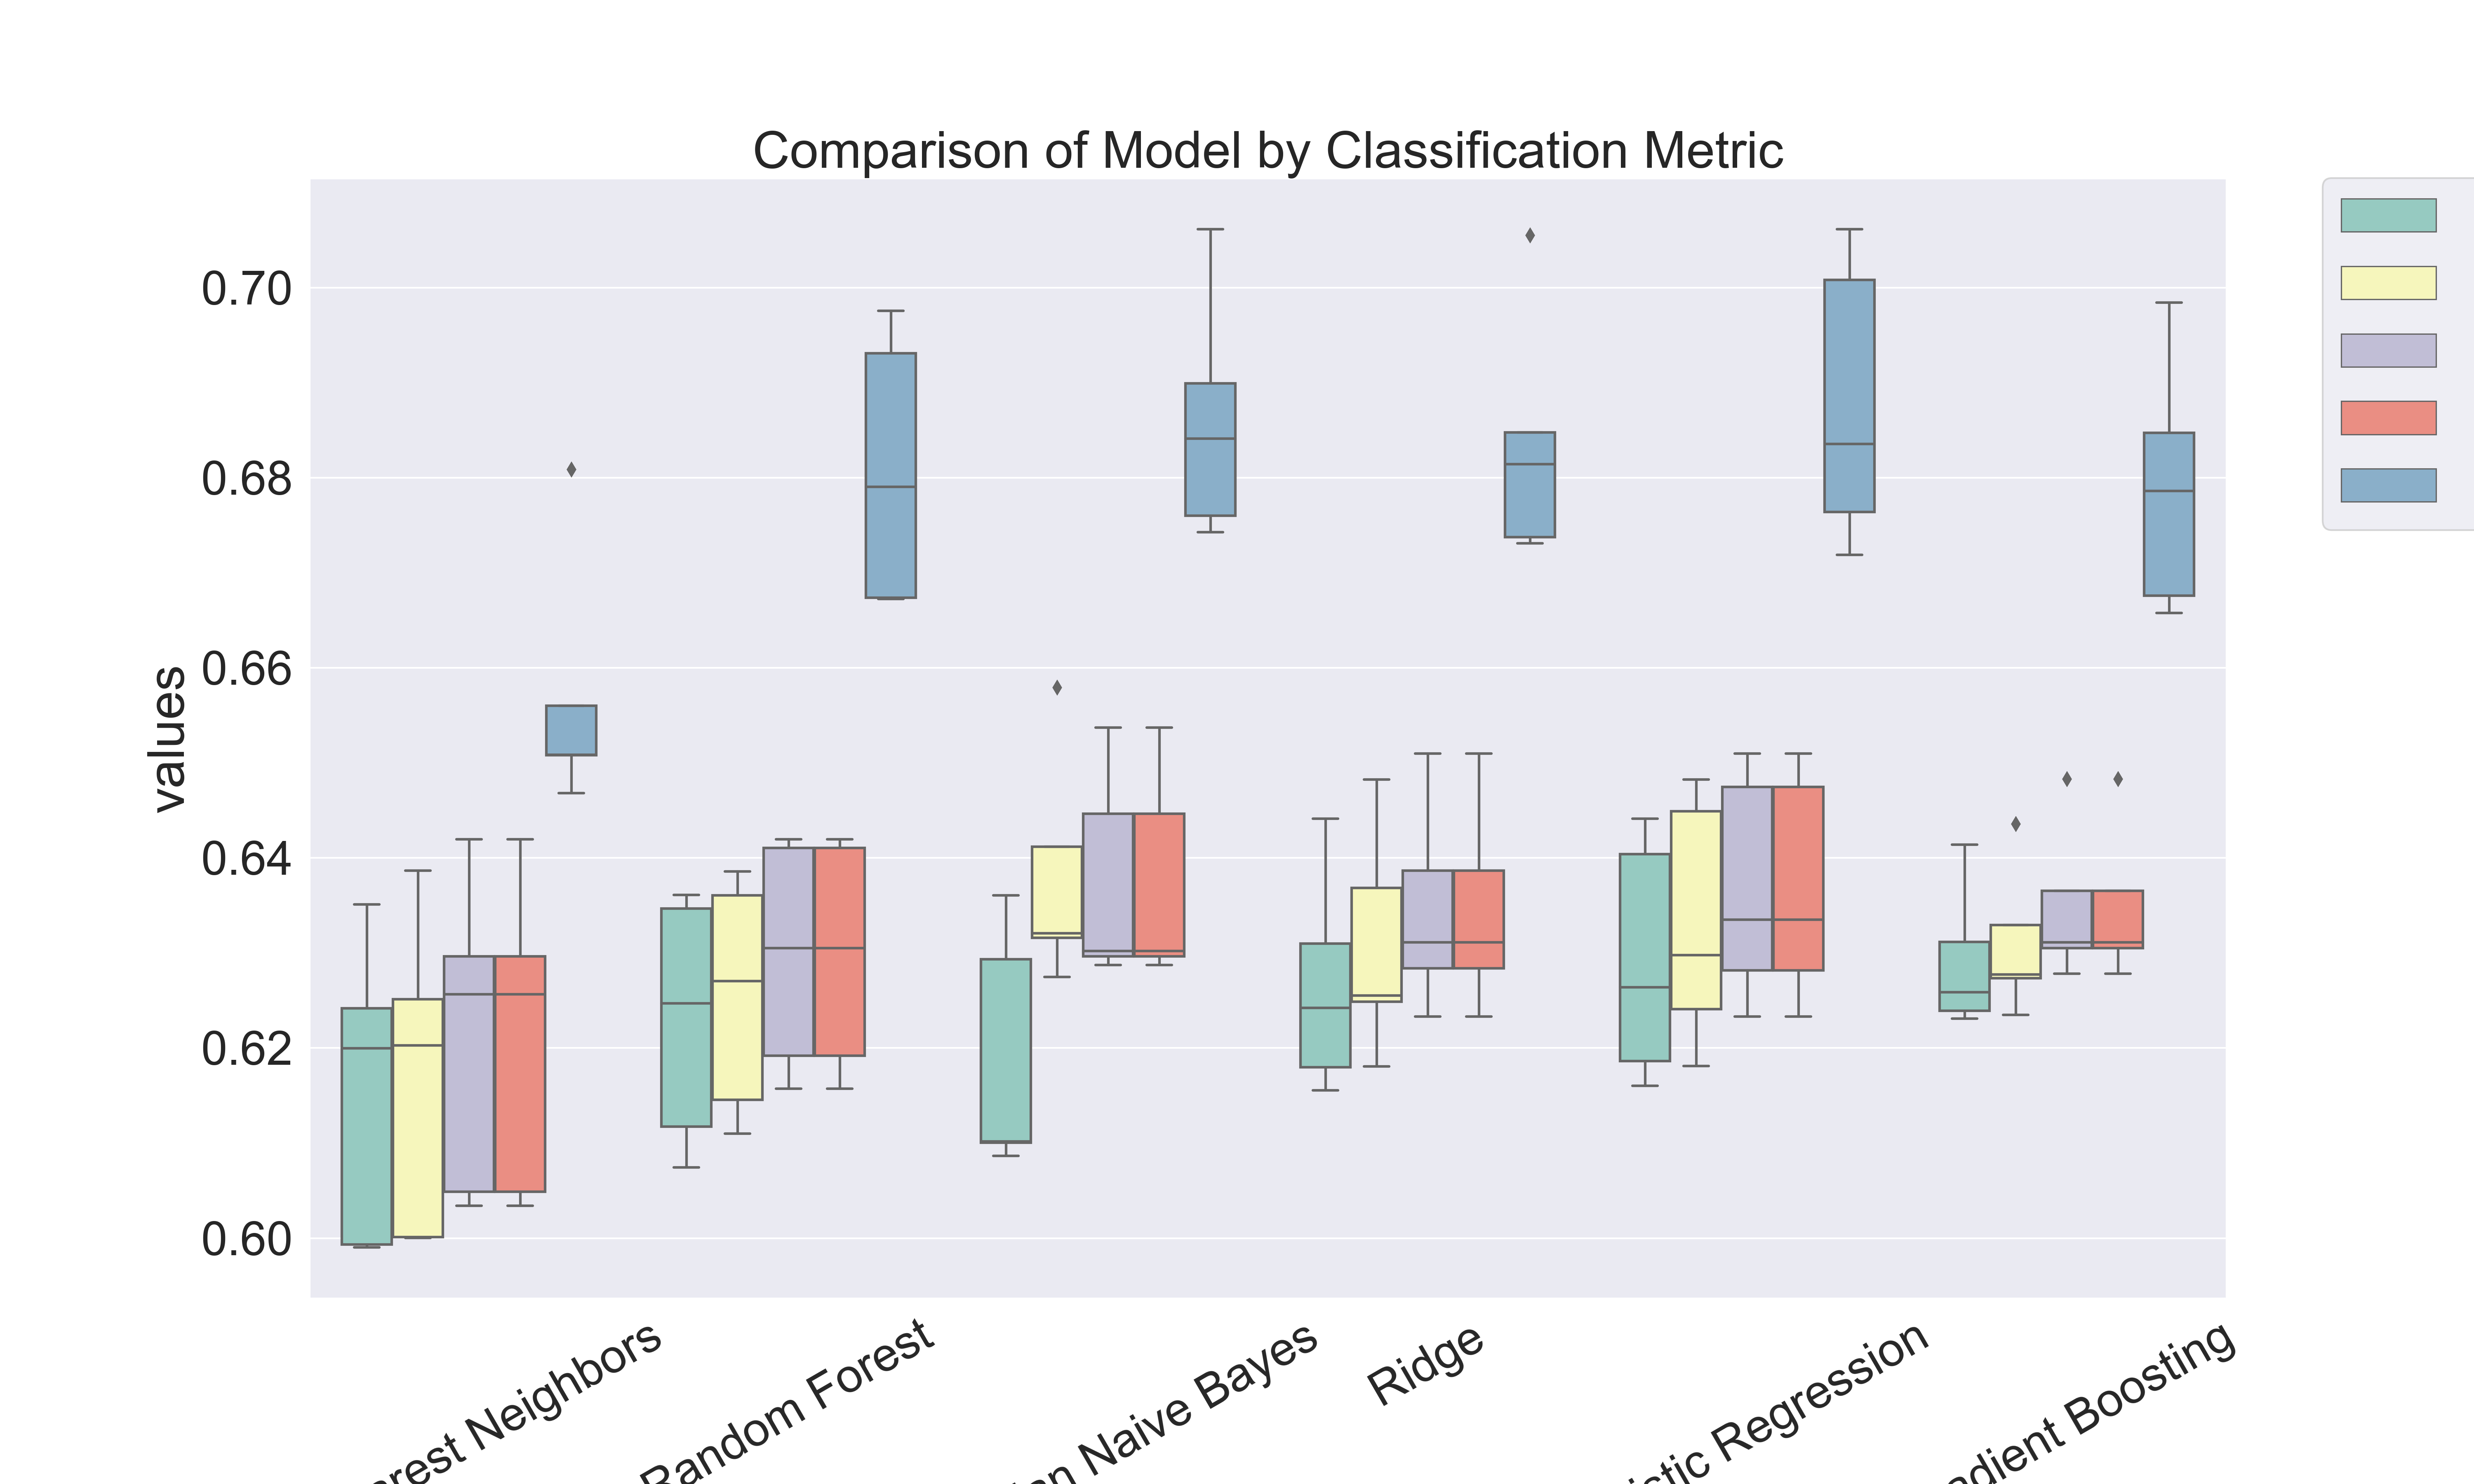 Comparison of Model by Classification Metric
values
0.70
0.68
0.66
0.64
0.62
0.60
Neighbors
Random Forest
Naive Bayes
Ridge
Regression
Boosting